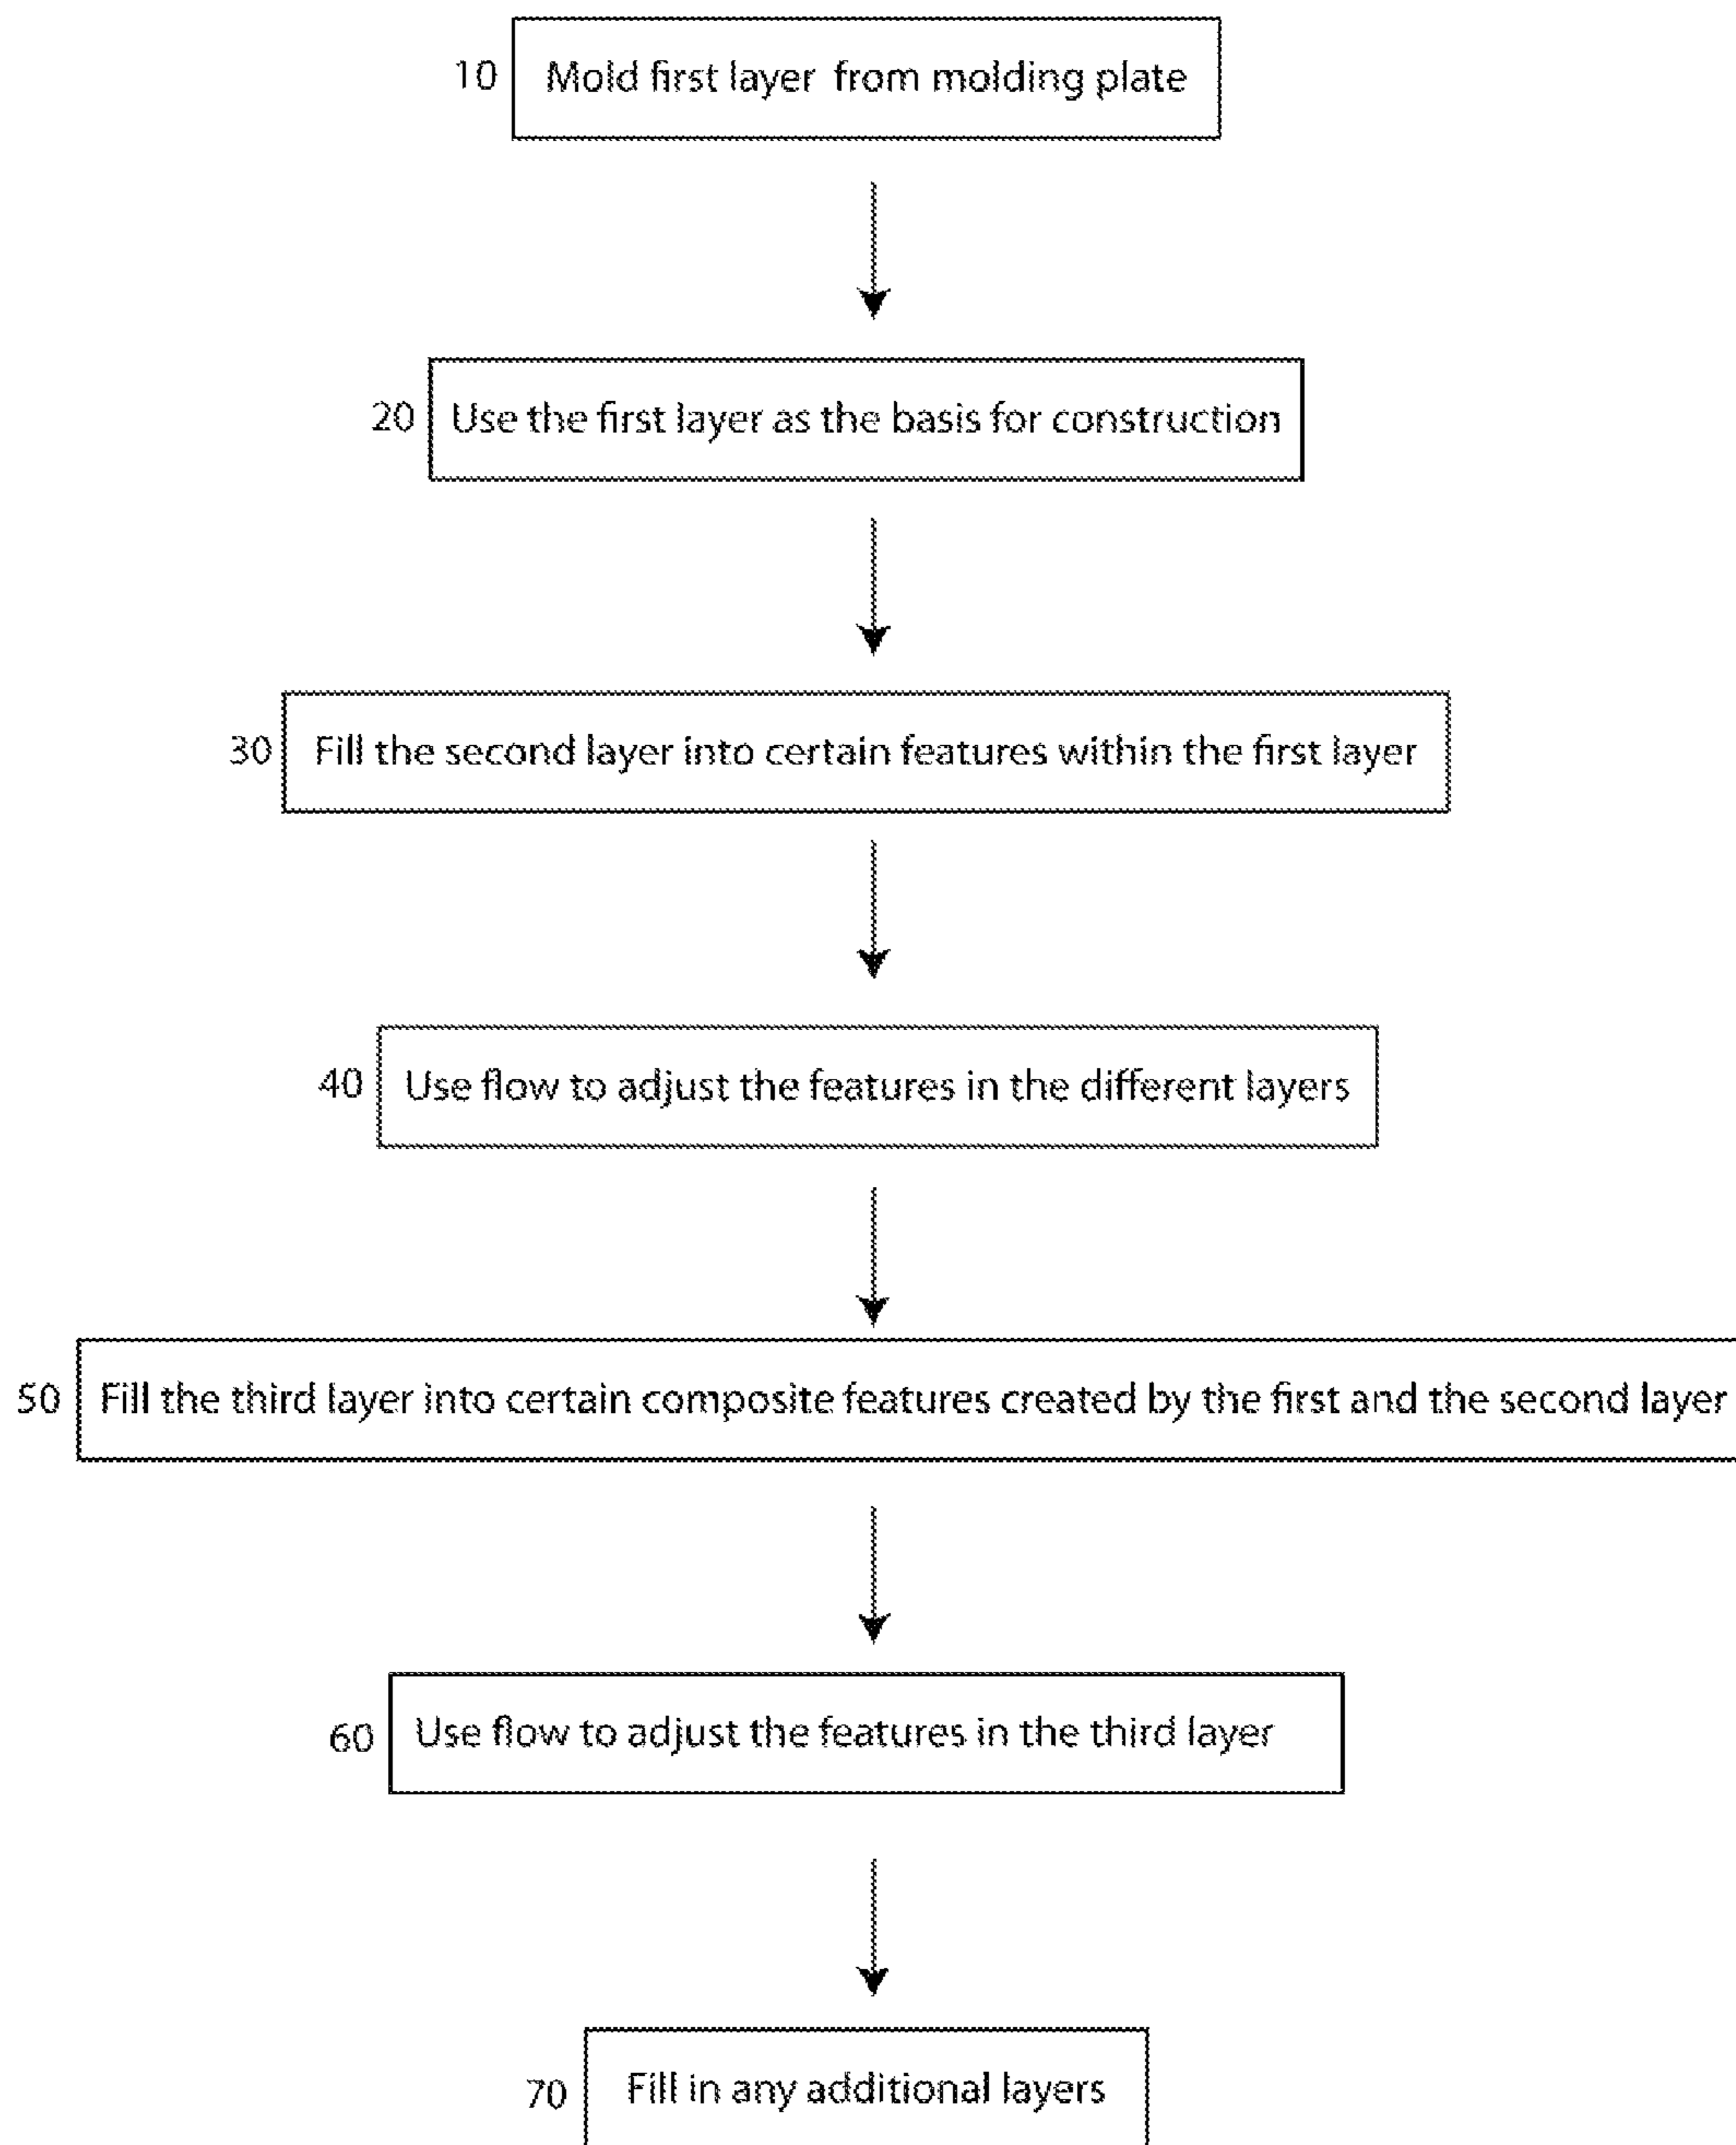 10 Mold first layer from molding plate
20 Use the first layer as the basis for construction
30 Fill the second layer into certain features within the first layer
40 Use flow to adjust the features in the different layers
50 Fill the third layer into certain composite features created by the first and the second layer
60 Use flow to adjust the features in the third layer
70 Fill in any additional layers